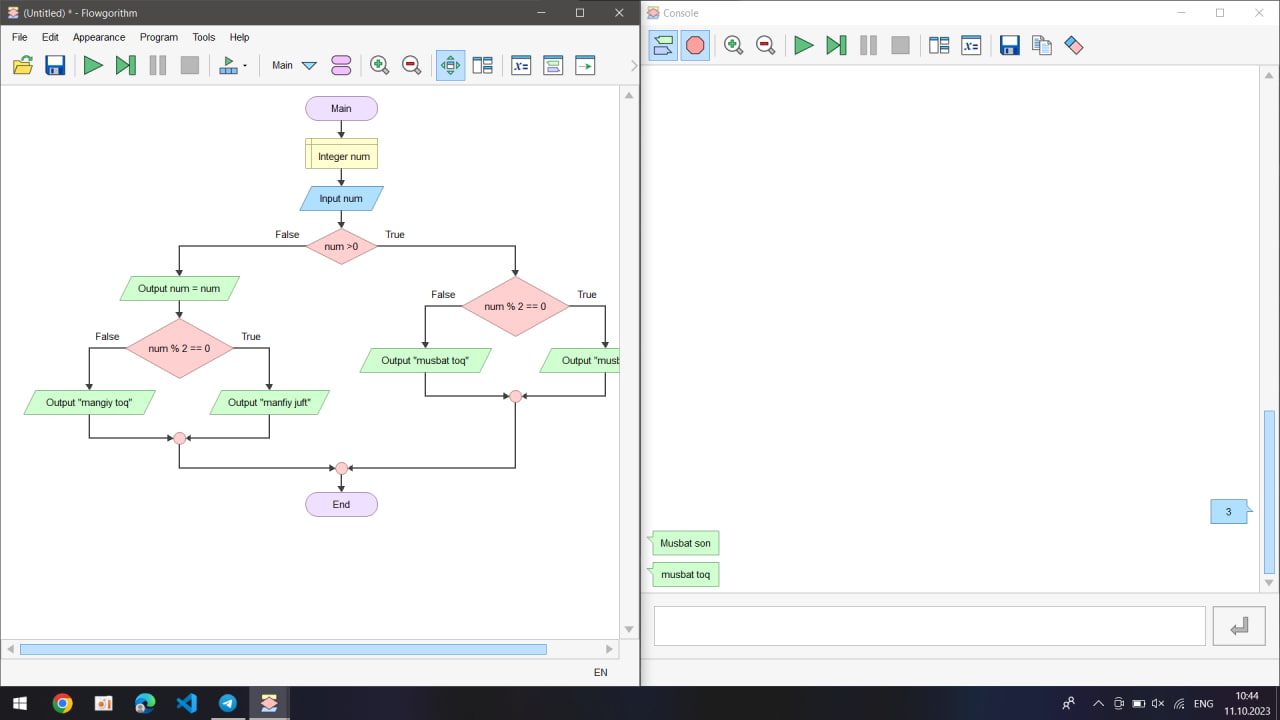 (Untitled) * - Flowgorithm
File Edit Appearance Program Tools Help
Main
Main
Integer num
Input num
False True
num >0
Output num = num
False True
num % 2 == 0
False True
num % 2 == 0
Output "musbat toq"
Output "musb
Output "mangiy toq"
Output "manfiy juft"
End
EN
Console
3
Musbat son
musbat toq
ENG
10:44
11.10.2023